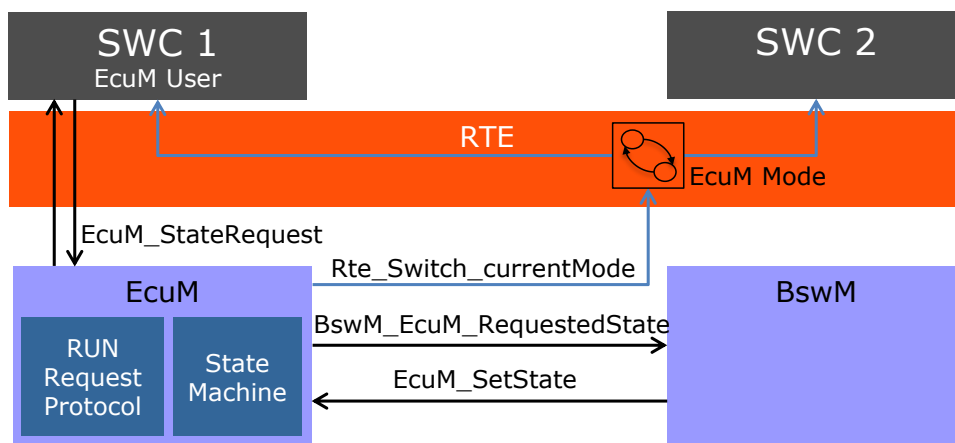 SWC 1
EcuM User
SWC 2
RTE
EcuM Mode
EcuM_StateRequest
Rte_Switch_currentMode
EcuM
BswM
BswM_EcuM_RequestedState
RUN
Request
Protocol
State
Machine
EcuM_SetState